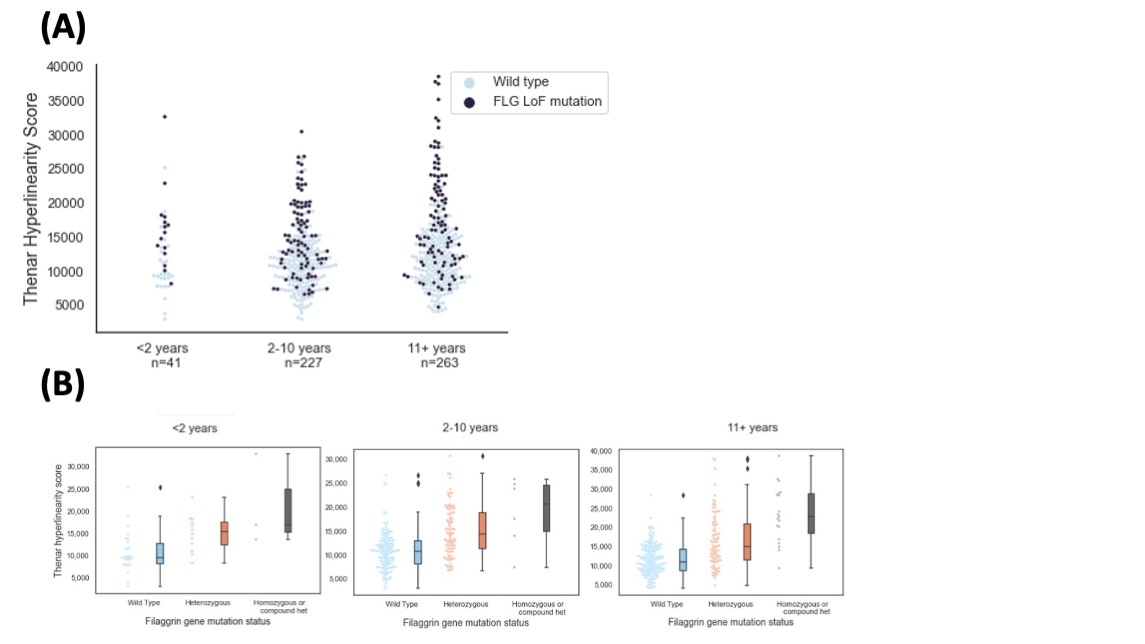 (A)
Thenar Hyperlinearity Score
40000
35000
30000
25000
20000
15000
10000
5000
Wild type
FLG LoF mutation
<2 years
n=41
2-10 years
n=227
11+ years
n=263
(B)
<2 years
Thenar hyperlinearity score
30,000
25,000
20,000
15,000
10,000
5,000
Wild Type
Heterozygous
Homozygous or
compound het
Filaggrin gene mutation status
2-10 years
30,000
25,000
20,000
15,000
10,000
5,000
Wild Type
Heterozygous
Homozygous or
compound het
Filaggrin gene mutation status
11+ years
40,000
35,000
30,000
25,000
20,000
15,000
10,000
5,000
Wild Type
Heterozygous
Homozygous or
compound het
Filaggrin gene mutation status